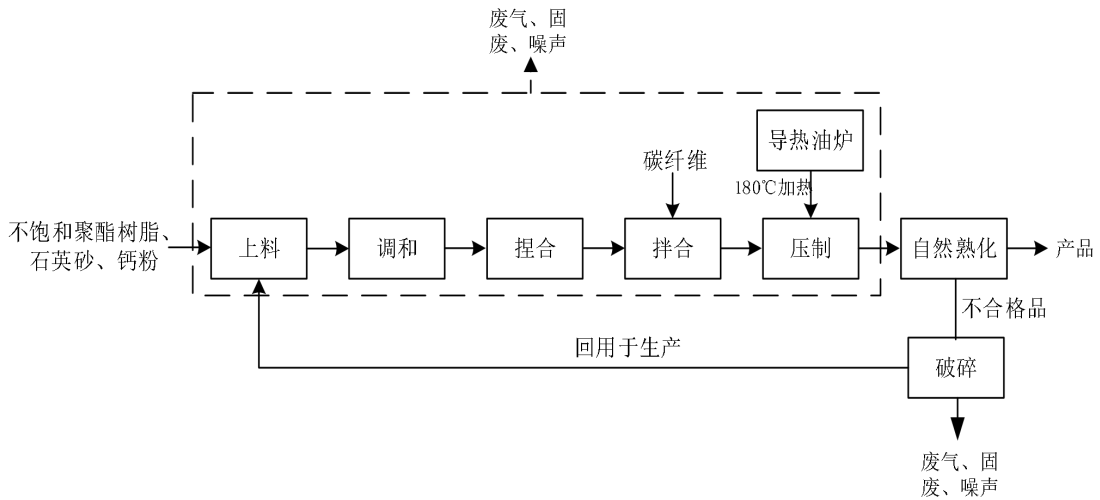 废气、固
废、噪声
导热油炉
碳纤维
180℃加热
不饱和聚酯树脂、
石英砂、钙粉
上料
调和
捏合
拌合
压制
自然熟化
产品
不合格品
回用于生产
破碎
废气、固
废、噪声